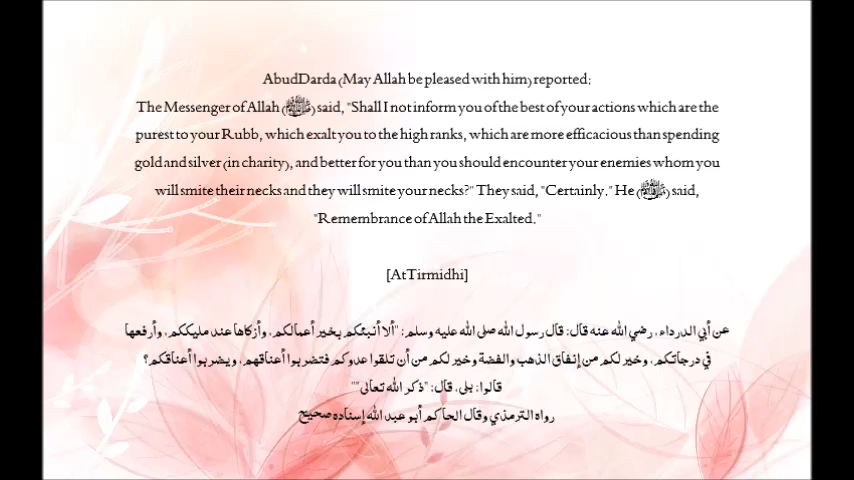 AbudDarda (May Allah be pleased with him) reported:
The Messenger of Allah (ﷺ) said, "Shall I not inform you of the best of your actions which are the
purest to your Rubb, which exalt you to the high ranks, which are more efficacious than spending
gold and silver (in charity), and better for you than you should encounter your enemies whom you
will smite their necks and they will smite your necks?" They said, "Certainly." He (ﷺ) said,
"Remembrance of Allah the Exalted."
[AtTirmidhi]
عن أبي الدرداء، رضي الله عنه قال: قال رسول الله صلى الله عليه وسلم: "ألا أنبئكم بخير أعمالكم، وأزكاها عند مليككم، وأرفعها
في درجاتكم، وخير لكم من إنفاق الذهب والفضة وخير لكم من أن تلقوا عدوكم فتضربوا أعناقهم، ويضربوا أعناقكم؟
قالوا: بلى، قال: "ذكر الله تعالى""
رواه الترمذي وقال الحاكم أبو عبد الله إسناده صحيح